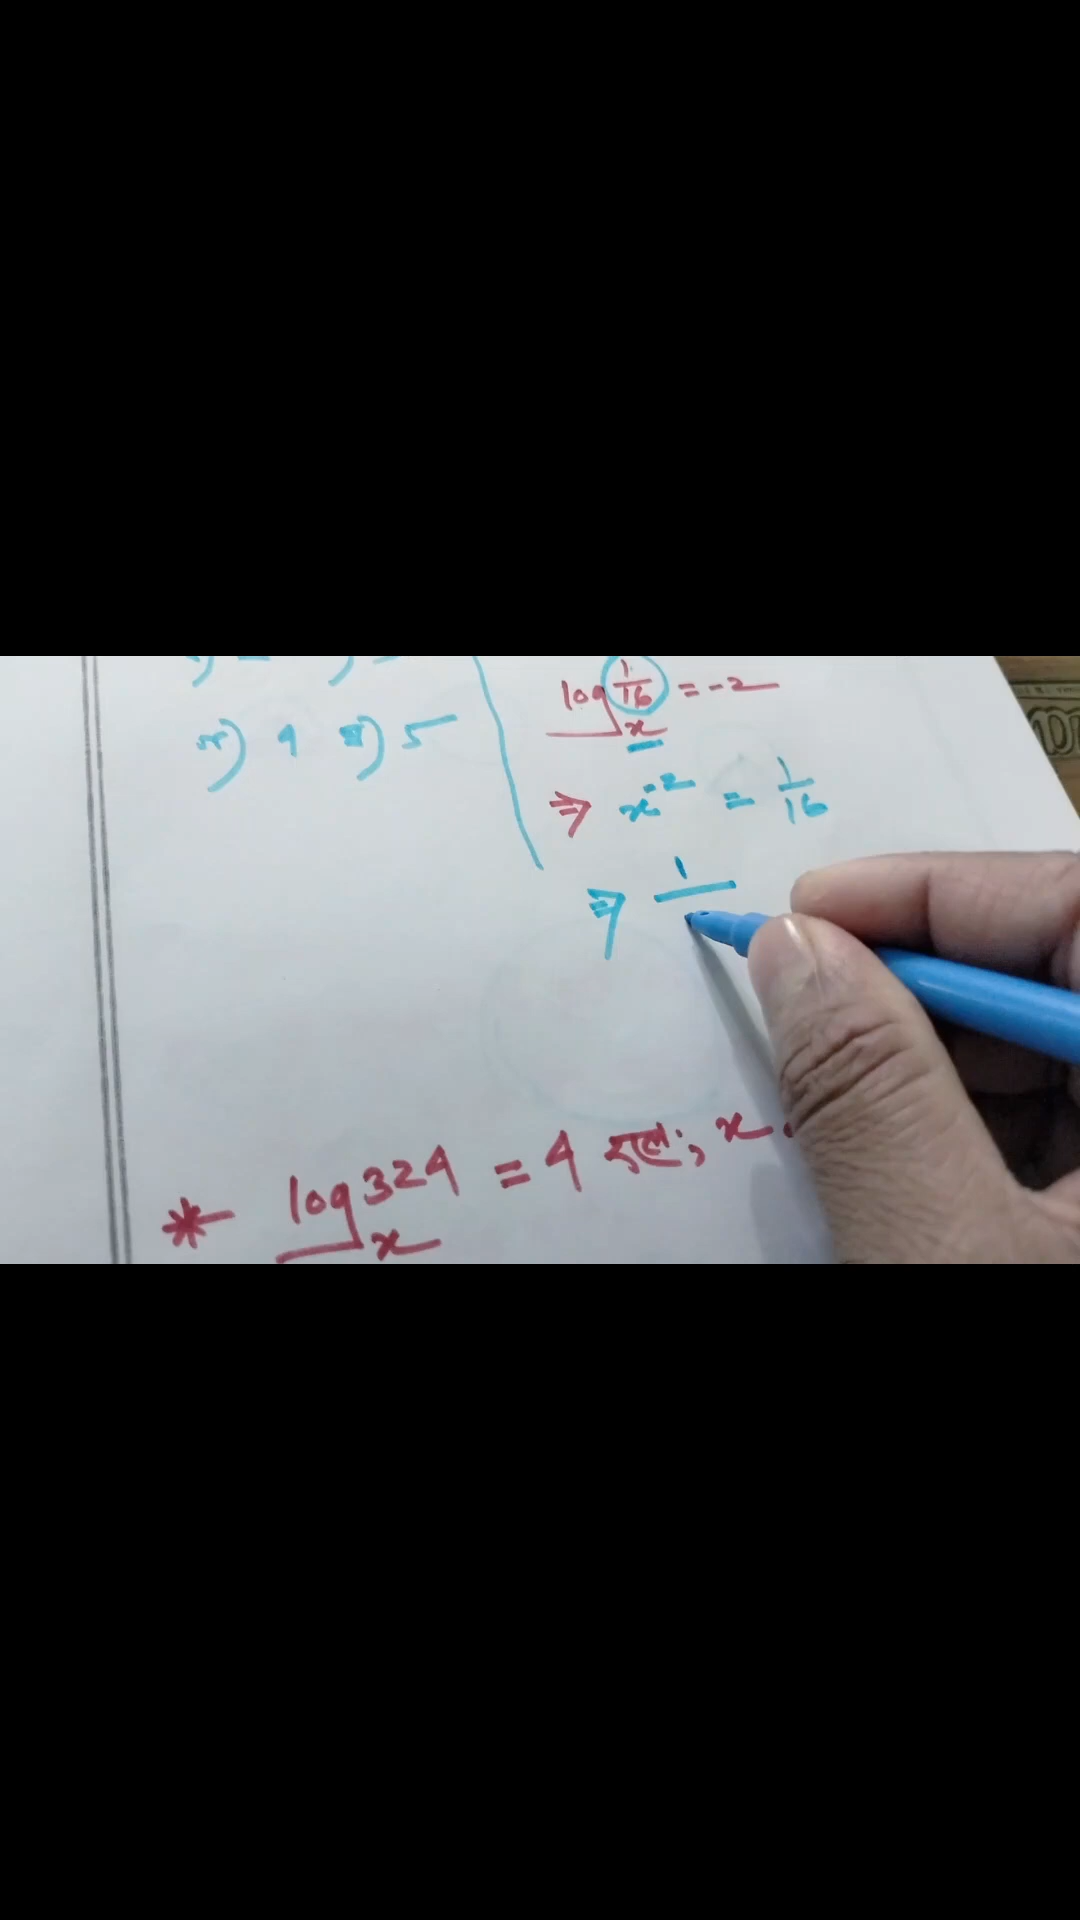 log_x 1/16 = -2
4 5
⇒ x^-2 = 1/16
⇒ 1
* log_x 324 = 4 হলে, x